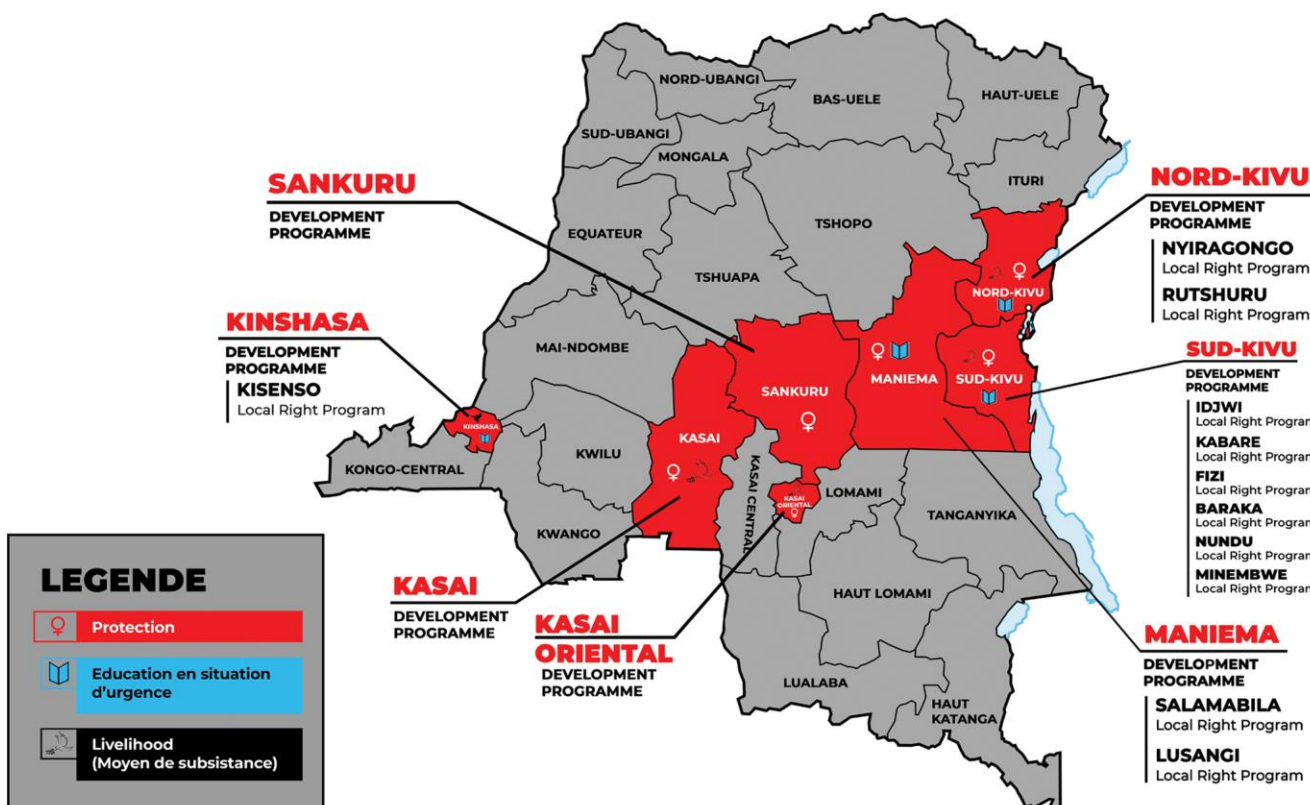 NORD-UBANGI
BAS-UELE
HAUT-UELE
SUD-UBANGI
MONGALA
ITURI
EQUATEUR
TSHOPO
TSHUAPA
MAI-NDOMBE
NORD-KIVU
SANKURU
MANIEMA
SUD-KIVU
KINSHASA
KASAI
KWILU
KONGO-CENTRAL
KASAI CENTRAL
KASAI
ORIENTAL
LOMAMI
TANGANYIKA
KWANGO
HAUT LOMAMI
LUALABA
HAUT
KATANGA
SANKURU
DEVELOPMENT
PROGRAMME
KINSHASA
DEVELOPMENT
PROGRAMME
KISENSO
Local Right Program
KASAI
DEVELOPMENT
PROGRAMME
KASAI
ORIENTAL
DEVELOPMENT
PROGRAMME
NORD-KIVU
DEVELOPMENT
PROGRAMME
NYIRAGONGO
Local Right Program
RUTSHURU
Local Right Program
SUD-KIVU
DEVELOPMENT
PROGRAMME
IDJWI
Local Right Program
KABARE
Local Right Program
FIZI
Local Right Program
BARAKA
Local Right Program
NUNDU
Local Right Program
MINEMBWE
Local Right Program
MANIEMA
DEVELOPMENT
PROGRAMME
SALAMABILA
Local Right Program
LUSANGI
Local Right Program
LEGENDE
Protection
Education en situation
d'urgence
Livelihood
(Moyen de subsistance)